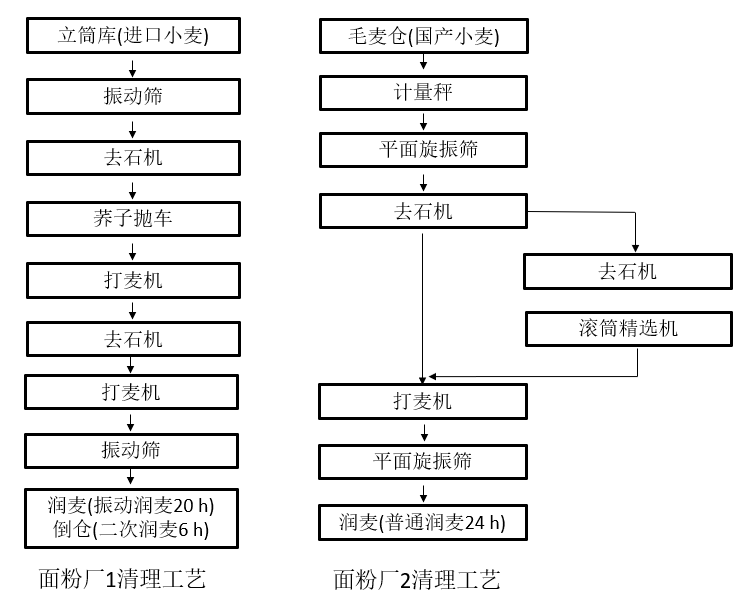 立筒库(进口小麦)
振动筛
去石机
荞子抛车
打麦机
去石机
打麦机
振动筛
润麦(振动润麦20 h)
倒仓(二次润麦6 h)
面粉厂1清理工艺
毛麦仓(国产小麦)
计量秤
平面旋振筛
去石机
去石机
滚筒精选机
打麦机
平面旋振筛
润麦(普通润麦24 h)
面粉厂2清理工艺